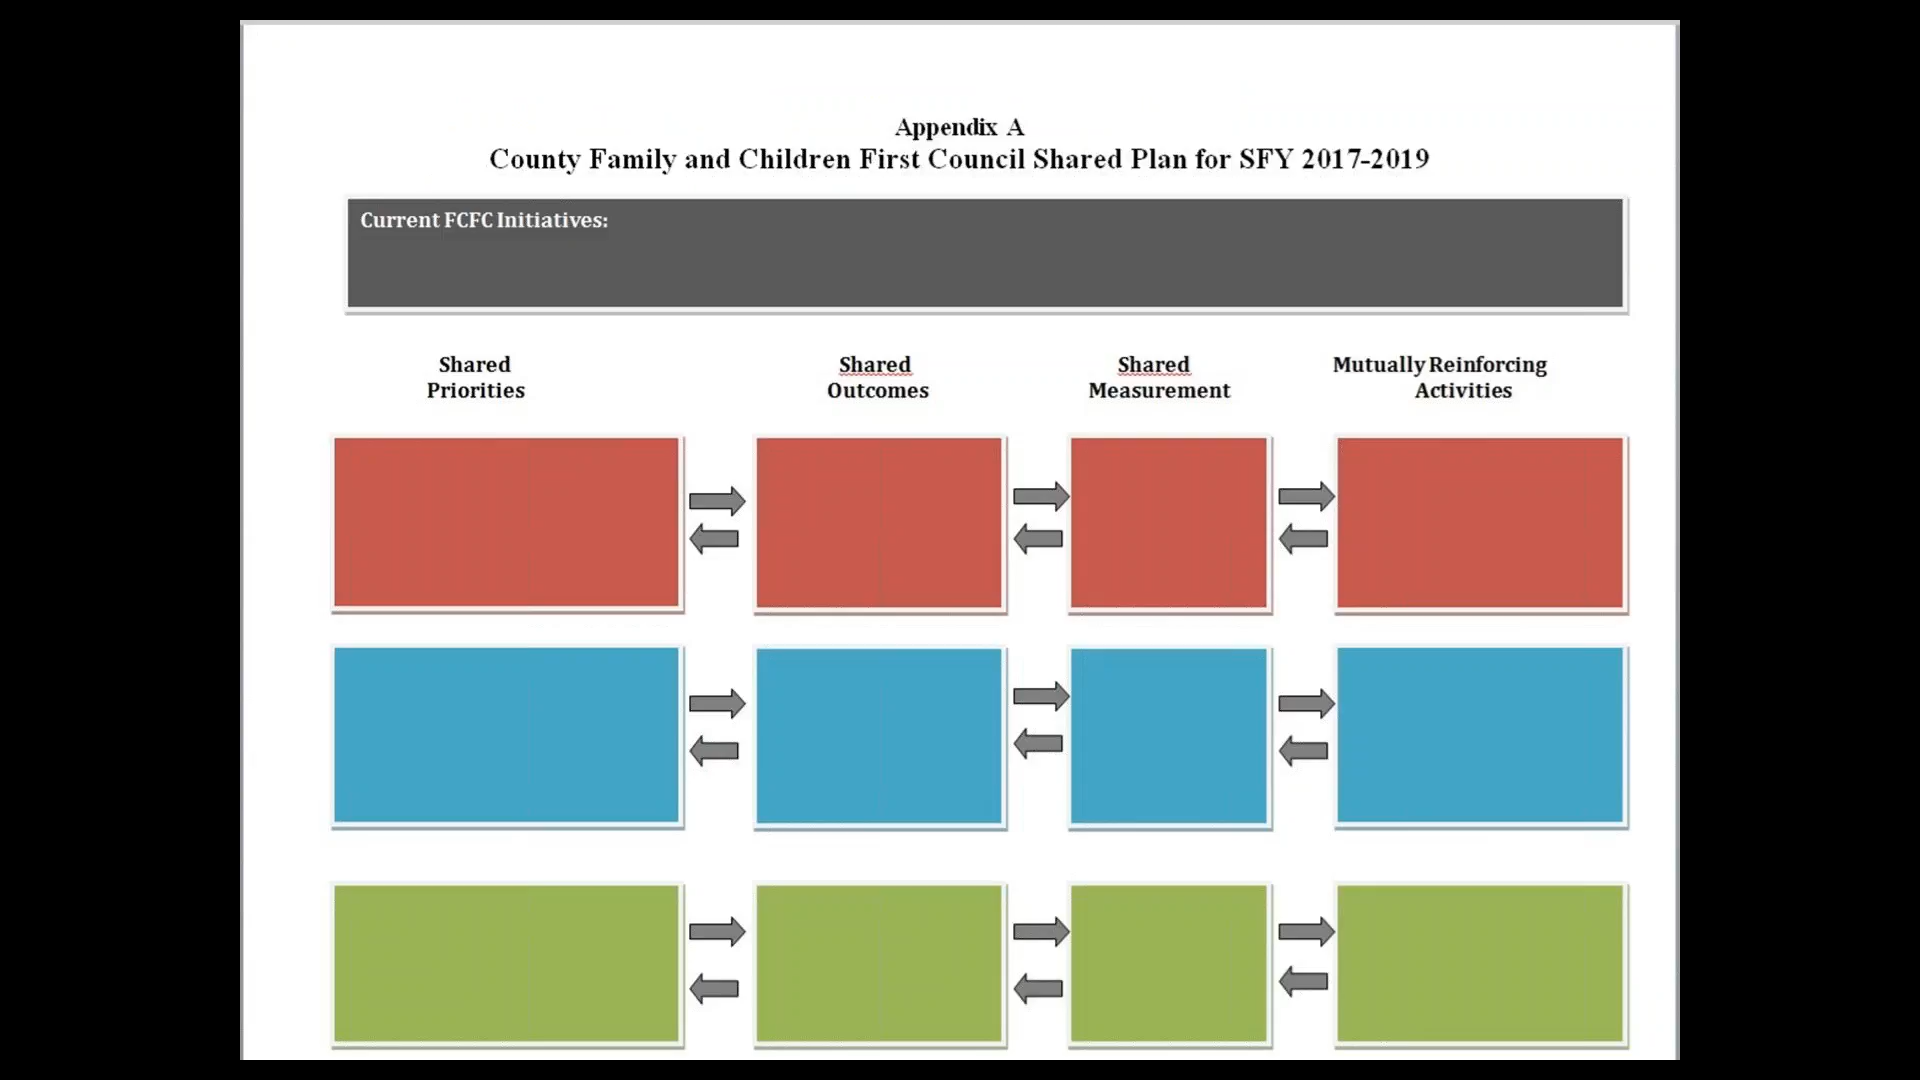 Appendix A
County Family and Children First Council Shared Plan for SFY 2017-2019
Current FCFC Initiatives:
Shared
Priorities
Shared
Outcomes
Shared
Measurement
Mutually Reinforcing
Activities